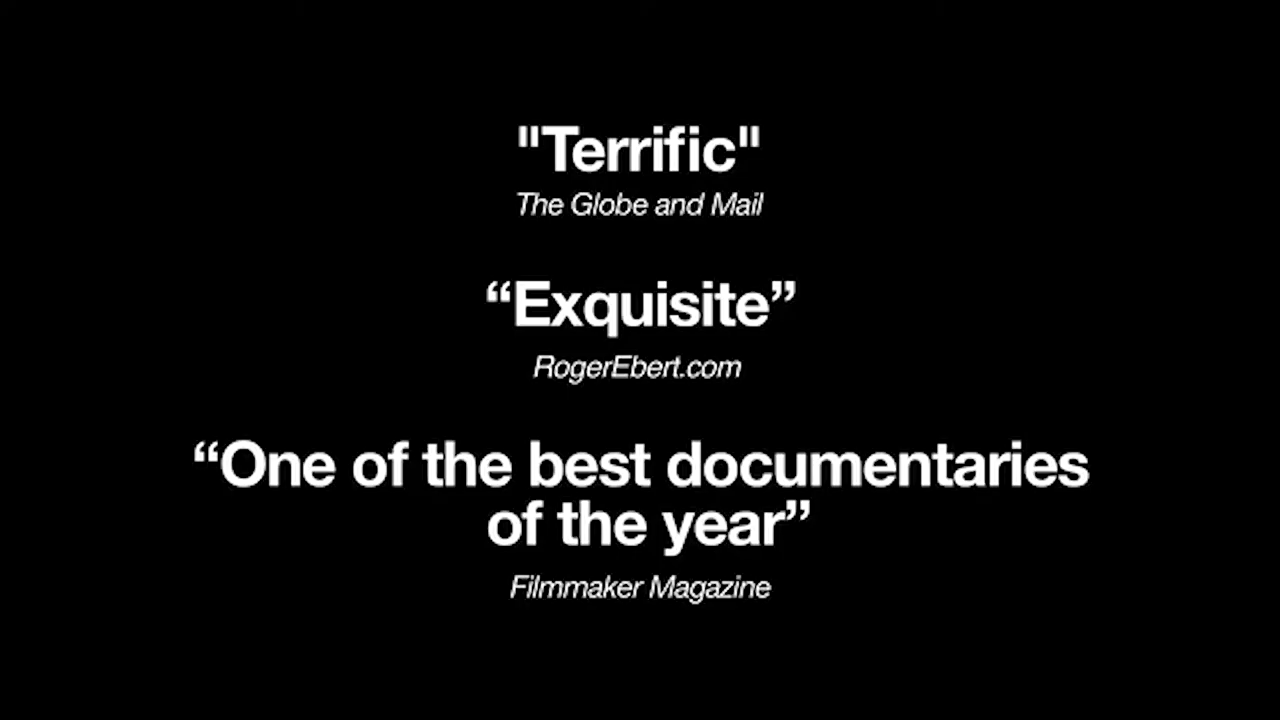 "Terrific"
The Globe and Mail
“Exquisite”
RogerEbert.com
“One of the best documentaries
of the year”
Filmmaker Magazine